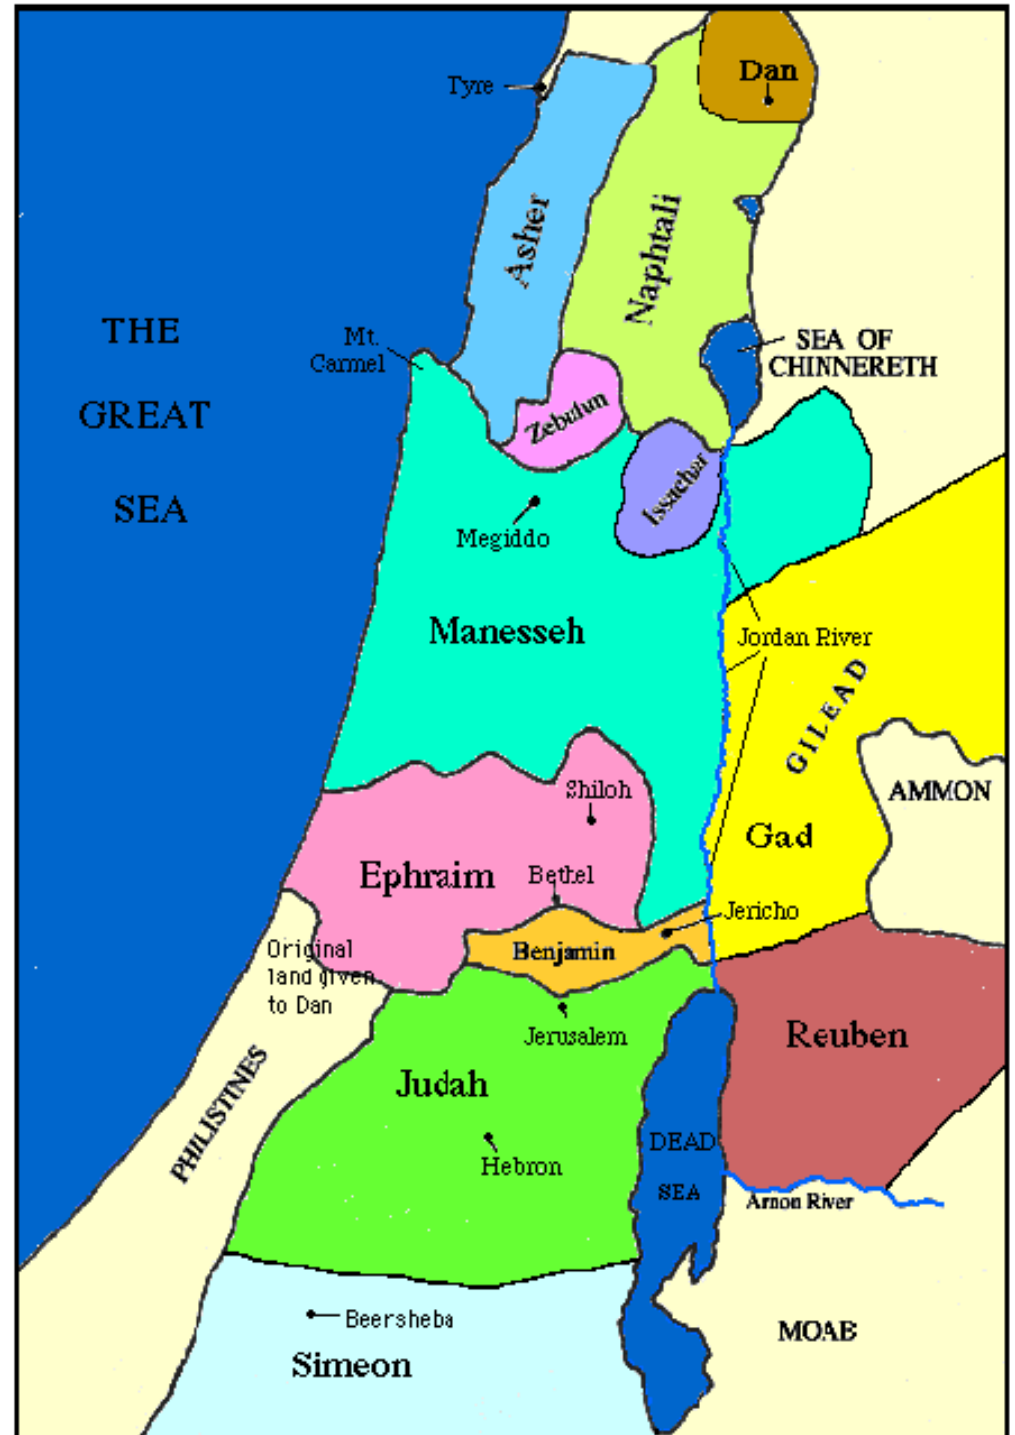 Dan
Tyre
Asher
Naphtali
THE
GREAT
SEA
Mt.
Carmel
SEA OF
CHINNERETH
Zebulun
Issachar
Megiddo
Manesseh
Jordan River
GILEAD
AMMON
Shiloh
Gad
Ephraim
Bethel
Jericho
Original
land given
to Dan
Benjamin
Jerusalem
Reuben
PHILISTINES
Judah
Hebron
DEAD
SEA
Arnon River
Beersheba
MOAB
Simeon